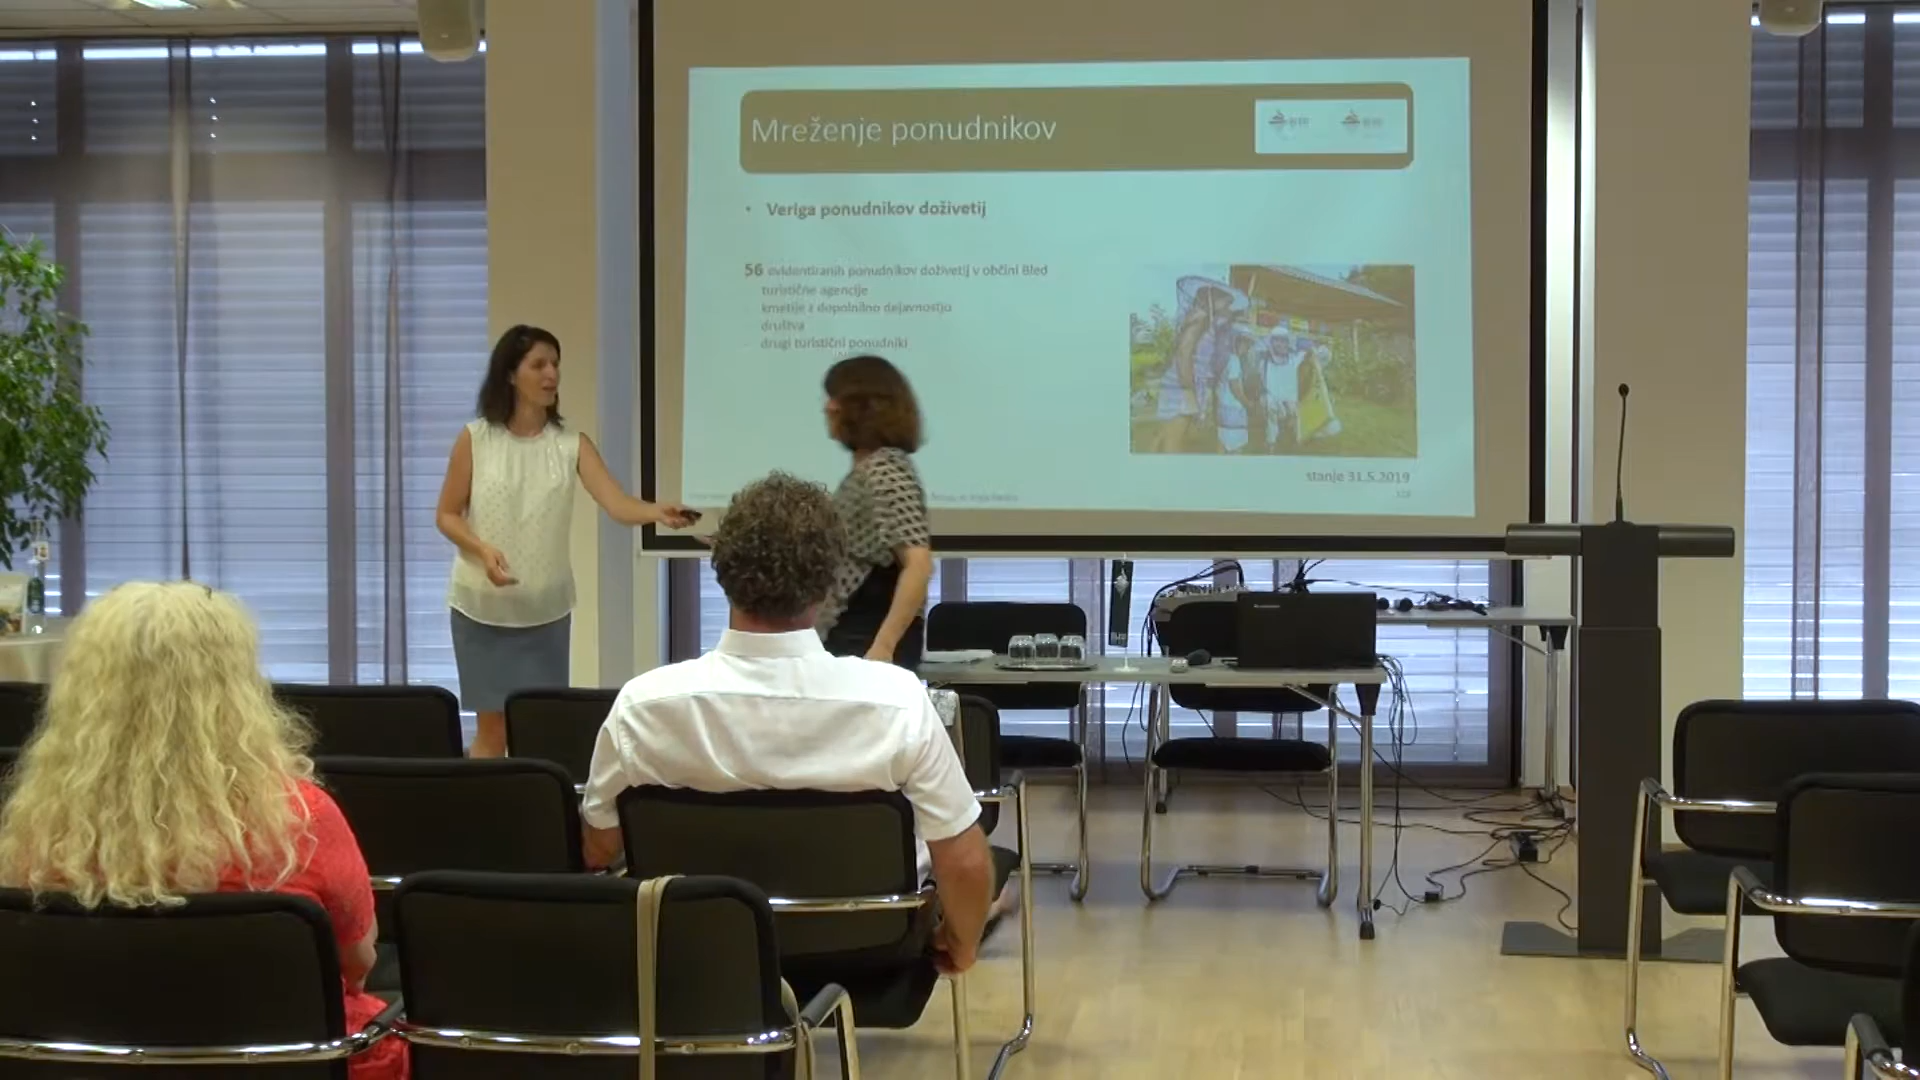 Mreženje ponudnikov
• Veriga ponudnikov doživetij
56 evidentiranih ponudnikov doživetij v občini Bled
turistične agencije
kmetije z dopolnilno dejavnostjo
društva
drugi turistični ponudniki
stanje 31.5.2019